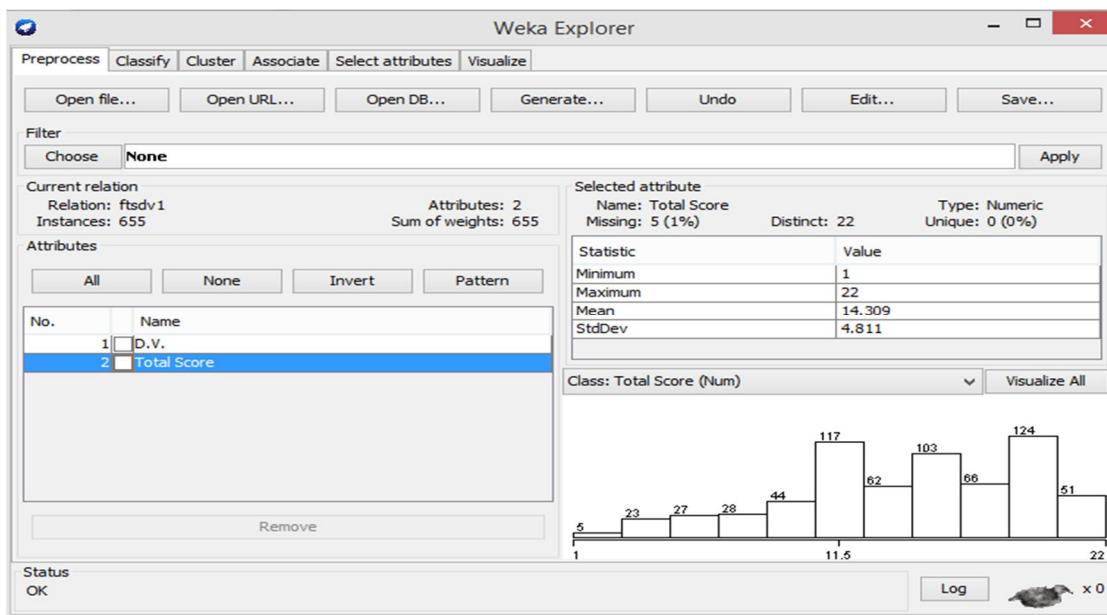 Weka Explorer
Preprocess Classify Cluster Associate Select attributes Visualize
Open file... Open URL... Open DB... Generate... Undo Edit... Save...
Filter
Choose None Apply
Current relation
Relation: ftsdv1 Attributes: 2
Instances: 655 Sum of weights: 655
Attributes
All None Invert Pattern
No. Name
1 D.V.
2 Total Score
Remove
Selected attribute
Name: Total Score Type: Numeric
Missing: 5 (1%) Distinct: 22 Unique: 0 (0%)
Statistic Value
Minimum 1
Maximum 22
Mean 14.309
StdDev 4.811
Class: Total Score (Num) Visualize All
5 23 27 28 44 117 62 103 66 124 51
1 11.5 22
Status
OK Log x 0